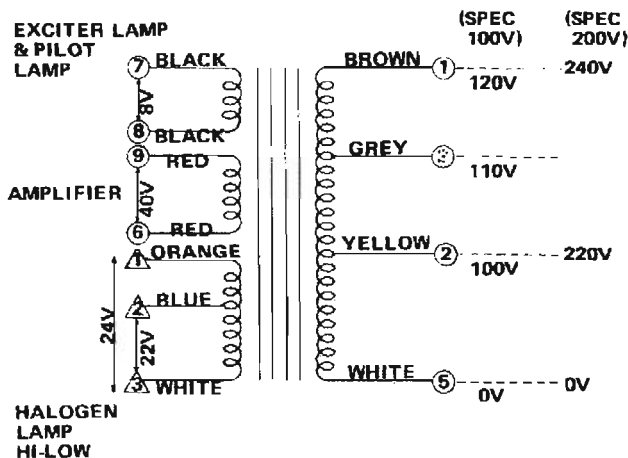 EXCITER LAMP
& PILOT
LAMP
AMPLIFIER
HALOGEN
LAMP
HI-LOW
7 BLACK
8V
8 BLACK
9 RED
40V
6 RED
1 ORANGE
2 BLUE
24V
22V
3 WHITE
(SPEC
100V)
(SPEC
200V)
BROWN 1 120V 240V
GREY 110V
YELLOW 2 100V 220V
WHITE 5 0V 0V